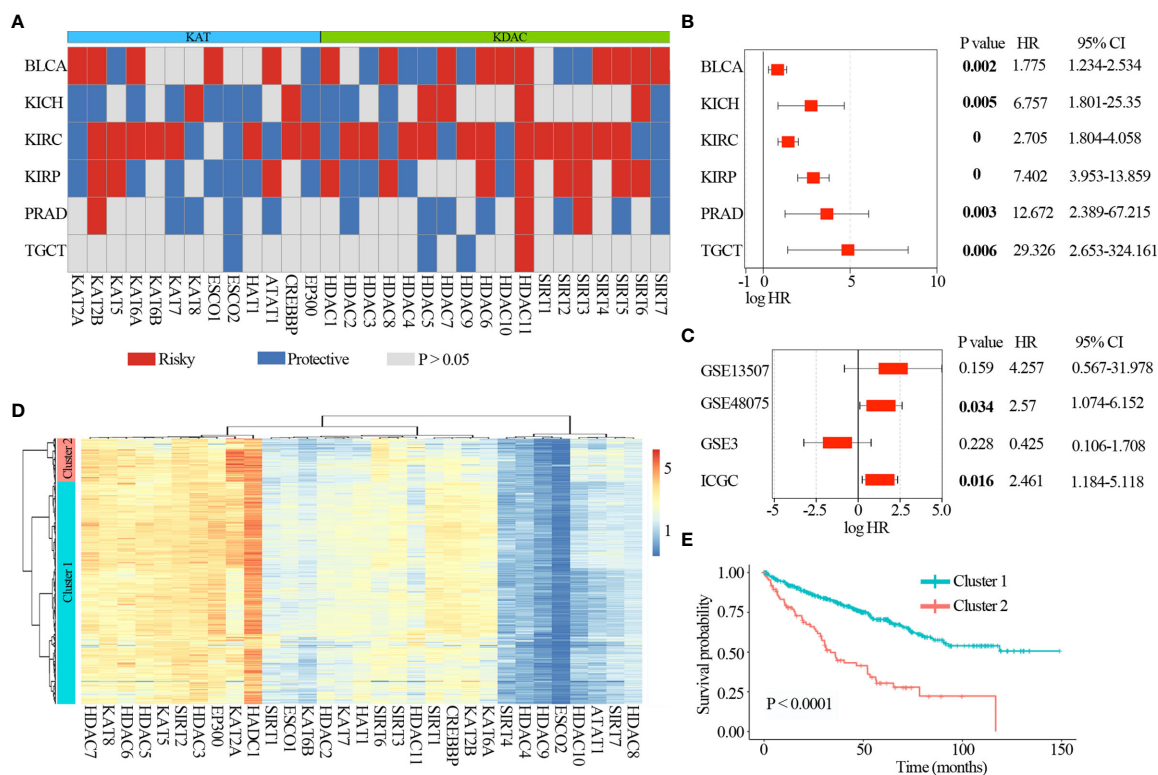 A
KAT KDAC
BLCA
KICH
KIRC
KIRP
PRAD
TGCT
KAT2A KAT2B KAT5 KAT6A KAT6B KAT7 KAT8 ESCO1 ESCO2 HAT1 ATAT1 CREBBP EP300 HDAC1 HDAC2 HDAC3 HDAC8 HDAC4 HDAC5 HDAC7 HDAC9 HDAC6 HDAC10 HDAC11 SIRT1 SIRT2 SIRT3 SIRT4 SIRT5 SIRT6 SIRT7
Risky Protective P > 0.05
B
P value HR 95% CI
BLCA 0.002 1.775 1.234-2.534
KICH 0.005 6.757 1.801-25.35
KIRC 0 2.705 1.804-4.058
KIRP 0 7.402 3.953-13.859
PRAD 0.003 12.672 2.389-67.215
TGCT 0.006 29.326 2.653-324.161
-1 0 5 10
log HR
C
P value HR 95% CI
GSE13507 0.159 4.257 0.567-31.978
GSE48075 0.034 2.57 1.074-6.152
GSE3 0.228 0.425 0.106-1.708
ICGC 0.016 2.461 1.184-5.118
-5 -2.5 0 2.5 5.0
log HR
D
Cluster 2
Cluster 1
5
1
HDAC7 KAT8 HDAC6 HDAC5 KAT5 SIRT2 HDAC3 EP300 KAT2A HADC1 SIRT1 ESCO1 KAT6B HDAC2 KAT7 HAT1 SIRT6 SIRT3 HDAC11 SIRT1 CREBBP KAT2B KAT6A SIRT4 HDAC4 HDAC9 ESCO2 HDAC10 ATAT1 SIRT7 HDAC8
E
Survival probability
1.00
0.75
0.50
0.25
0.00
Cluster 1
Cluster 2
P < 0.0001
0 50 100 150
Time (months)